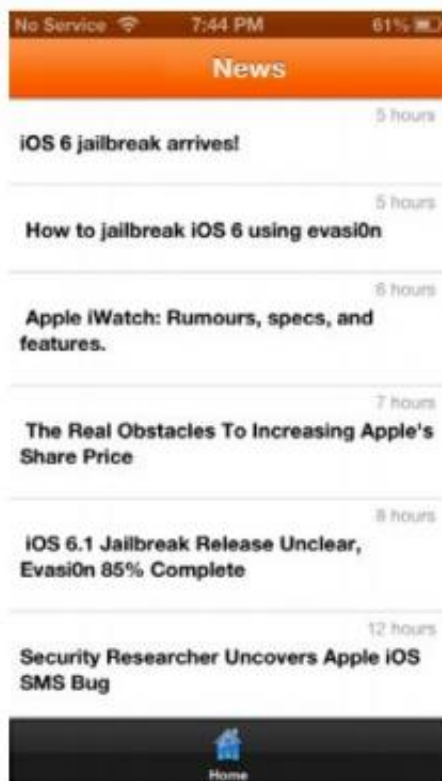 No Service 7:44 PM 61%
News
5 hours
iOS 6 jailbreak arrives!
5 hours
How to jailbreak iOS 6 using evasi0n
6 hours
Apple iWatch: Rumours, specs, and
features.
7 hours
The Real Obstacles To Increasing Apple's
Share Price
8 hours
iOS 6.1 Jailbreak Release Unclear,
Evasi0n 85% Complete
12 hours
Security Researcher Uncovers Apple iOS
SMS Bug
Home